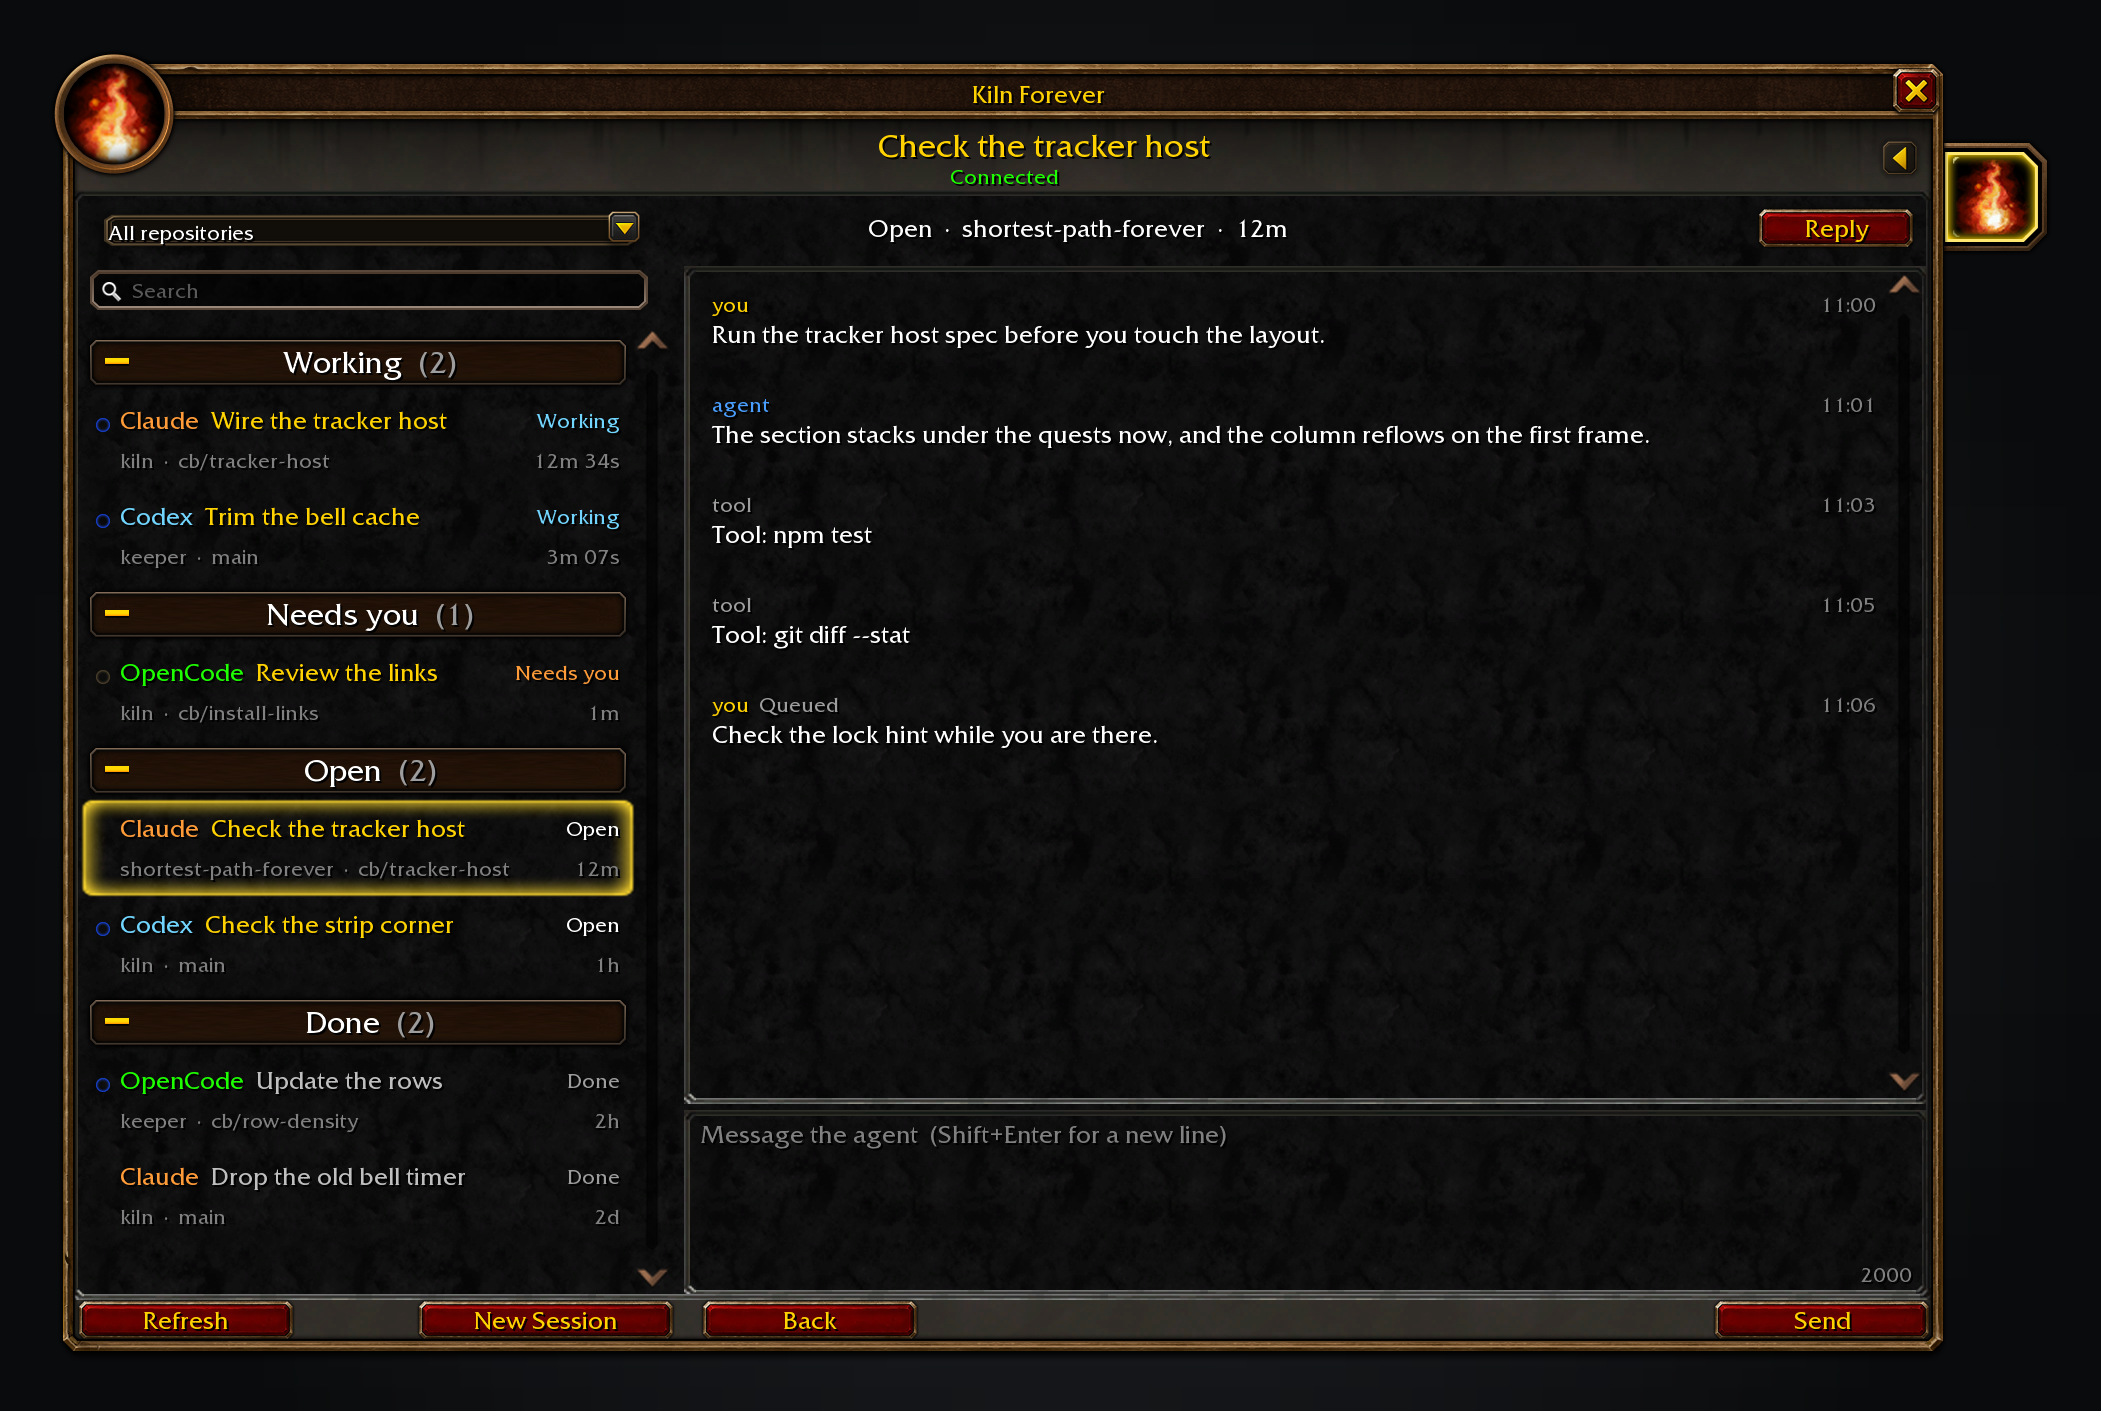 Kiln Forever
Check the tracker host
Connected
All repositories
Search
Working (2)
Claude Wire the tracker host Working
kiln · cb/tracker-host 12m 34s
Codex Trim the bell cache Working
keeper · main 3m 07s
Needs you (1)
OpenCode Review the links Needs you
kiln · cb/install-links 1m
Open (2)
Claude Check the tracker host Open
shortest-path-forever · cb/tracker-host 12m
Codex Check the strip corner Open
kiln · main 1h
Done (2)
OpenCode Update the rows Done
keeper · cb/row-density 2h
Claude Drop the old bell timer Done
kiln · main 2d
Refresh
New Session
Open · shortest-path-forever · 12m
Reply
you 11:00
Run the tracker host spec before you touch the layout.
agent 11:01
The section stacks under the quests now, and the column reflows on the first frame.
tool 11:03
Tool: npm test
tool 11:05
Tool: git diff --stat
you Queued 11:06
Check the lock hint while you are there.
Message the agent (Shift+Enter for a new line)
2000
Back
Send